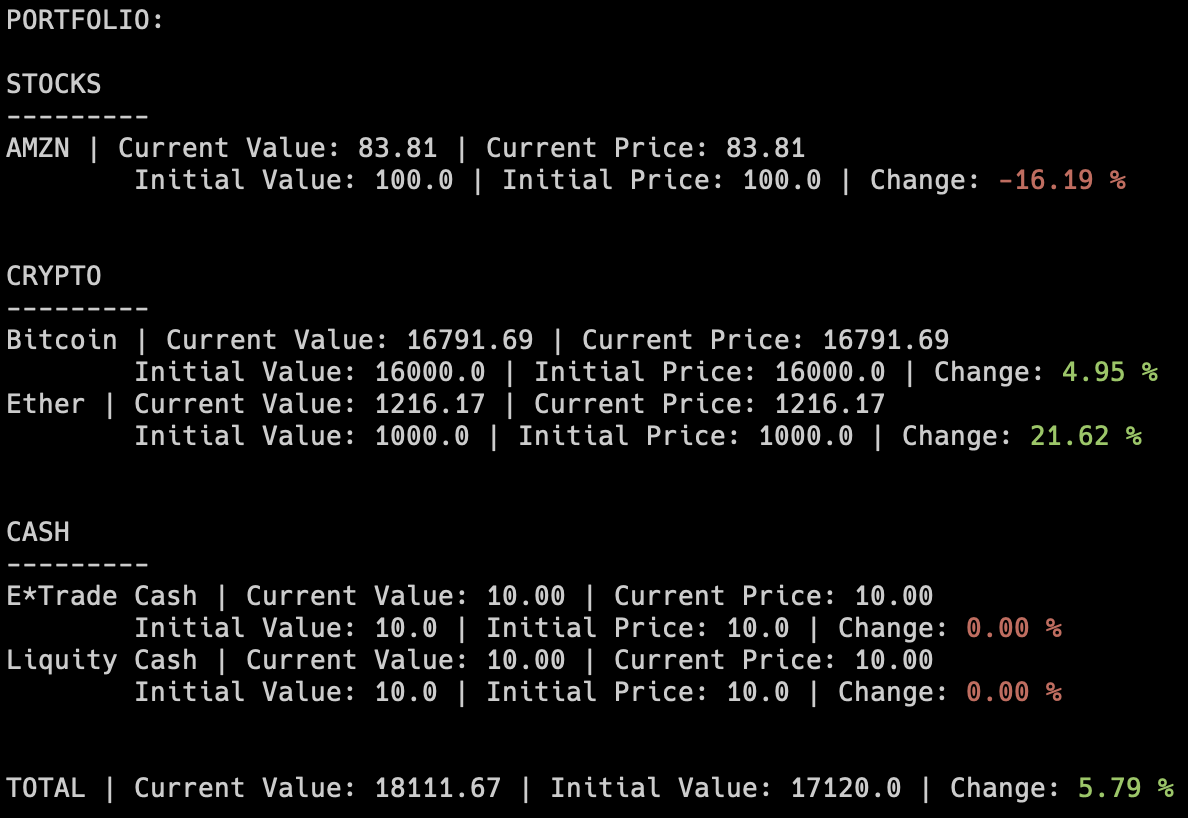 PORTFOLIO:
STOCKS
---------
AMZN | Current Value: 83.81 | Current Price: 83.81
Initial Value: 100.0 | Initial Price: 100.0 | Change: -16.19 %
CRYPTO
---------
Bitcoin | Current Value: 16791.69 | Current Price: 16791.69
Initial Value: 16000.0 | Initial Price: 16000.0 | Change: 4.95 %
Ether | Current Value: 1216.17 | Current Price: 1216.17
Initial Value: 1000.0 | Initial Price: 1000.0 | Change: 21.62 %
CASH
---------
E*Trade Cash | Current Value: 10.00 | Current Price: 10.00
Initial Value: 10.0 | Initial Price: 10.0 | Change: 0.00 %
Liquity Cash | Current Value: 10.00 | Current Price: 10.00
Initial Value: 10.0 | Initial Price: 10.0 | Change: 0.00 %
TOTAL | Current Value: 18111.67 | Initial Value: 17120.0 | Change: 5.79 %